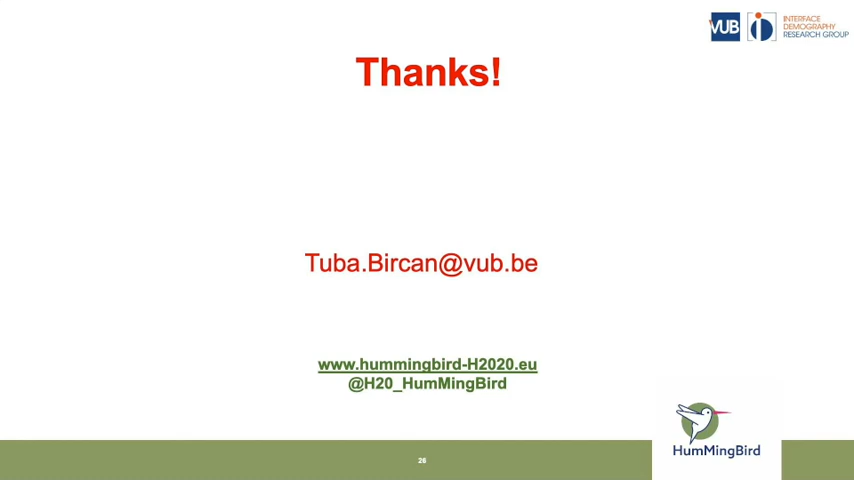 VUB
INTERFACE
DEMOGRAPHY
RESEARCH GROUP
Thanks!
Tuba.Bircan@vub.be
www.hummingbird-H2020.eu
@H20_HumMingBird
HumMingBird
26